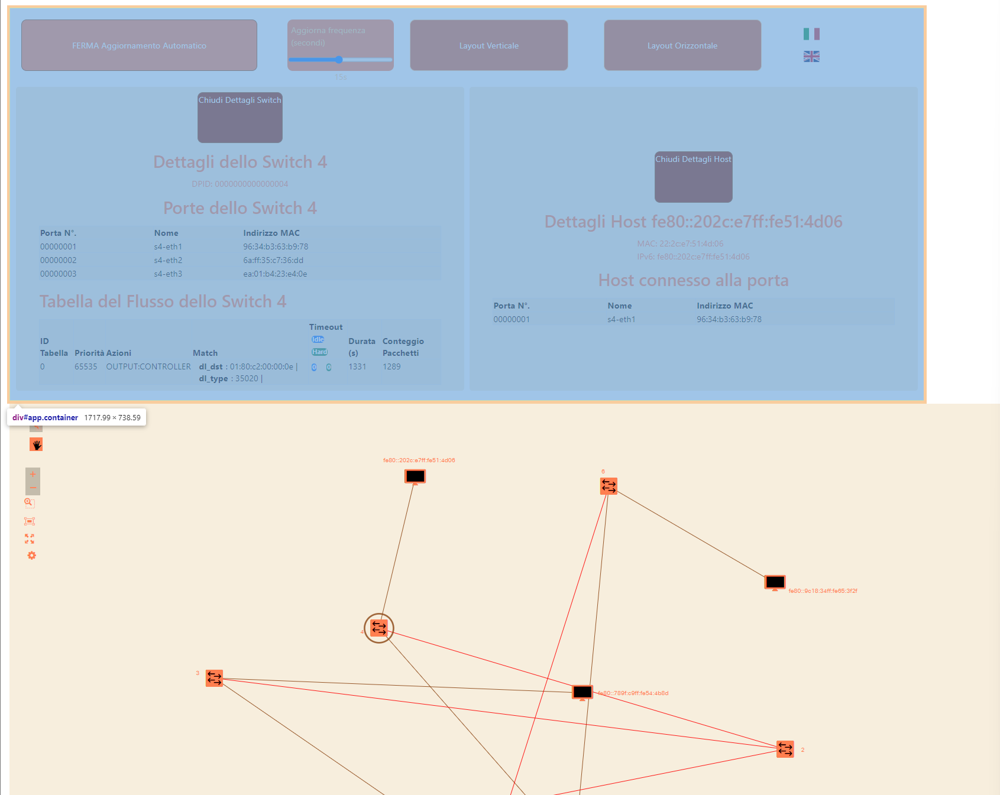 FERMA Aggiornamento Automatico
Aggiorna frequenza
(secondi)
15s
Layout Verticale
Layout Orizzontale
Chiudi Dettagli Switch
Dettagli dello Switch 4
DPID: 0000000000000004
Porte dello Switch 4
Porta N°. Nome Indirizzo MAC
00000001 s4-eth1 96:34:b3:63:b9:78
00000002 s4-eth2 6a:ff:35:c7:36:dd
00000003 s4-eth3 ea:01:b4:23:e4:0e
Tabella del Flusso dello Switch 4
Timeout
ID Idle Durata Conteggio
Tabella Priorità Azioni Match Hard (s) Pacchetti
0 65535 OUTPUT:CONTROLLER dl_dst : 01:80:c2:00:00:0e | 0 0 1331 1289
dl_type : 35020 |
Chiudi Dettagli Host
Dettagli Host fe80::202c:e7ff:fe51:4d06
MAC: 22:2c:e7:51:4d:06
IPv6: fe80::202c:e7ff:fe51:4d06
Host connesso alla porta
Porta N°. Nome Indirizzo MAC
00000001 s4-eth1 96:34:b3:63:b9:78
div#app.container 1717.99 × 738.59
fe80::202c:e7ff:fe51:4d06
6
fe80::9c18:34ff:fe65:3f2f
4
3
fe80::789f:c9ff:fe54:4b8d
2